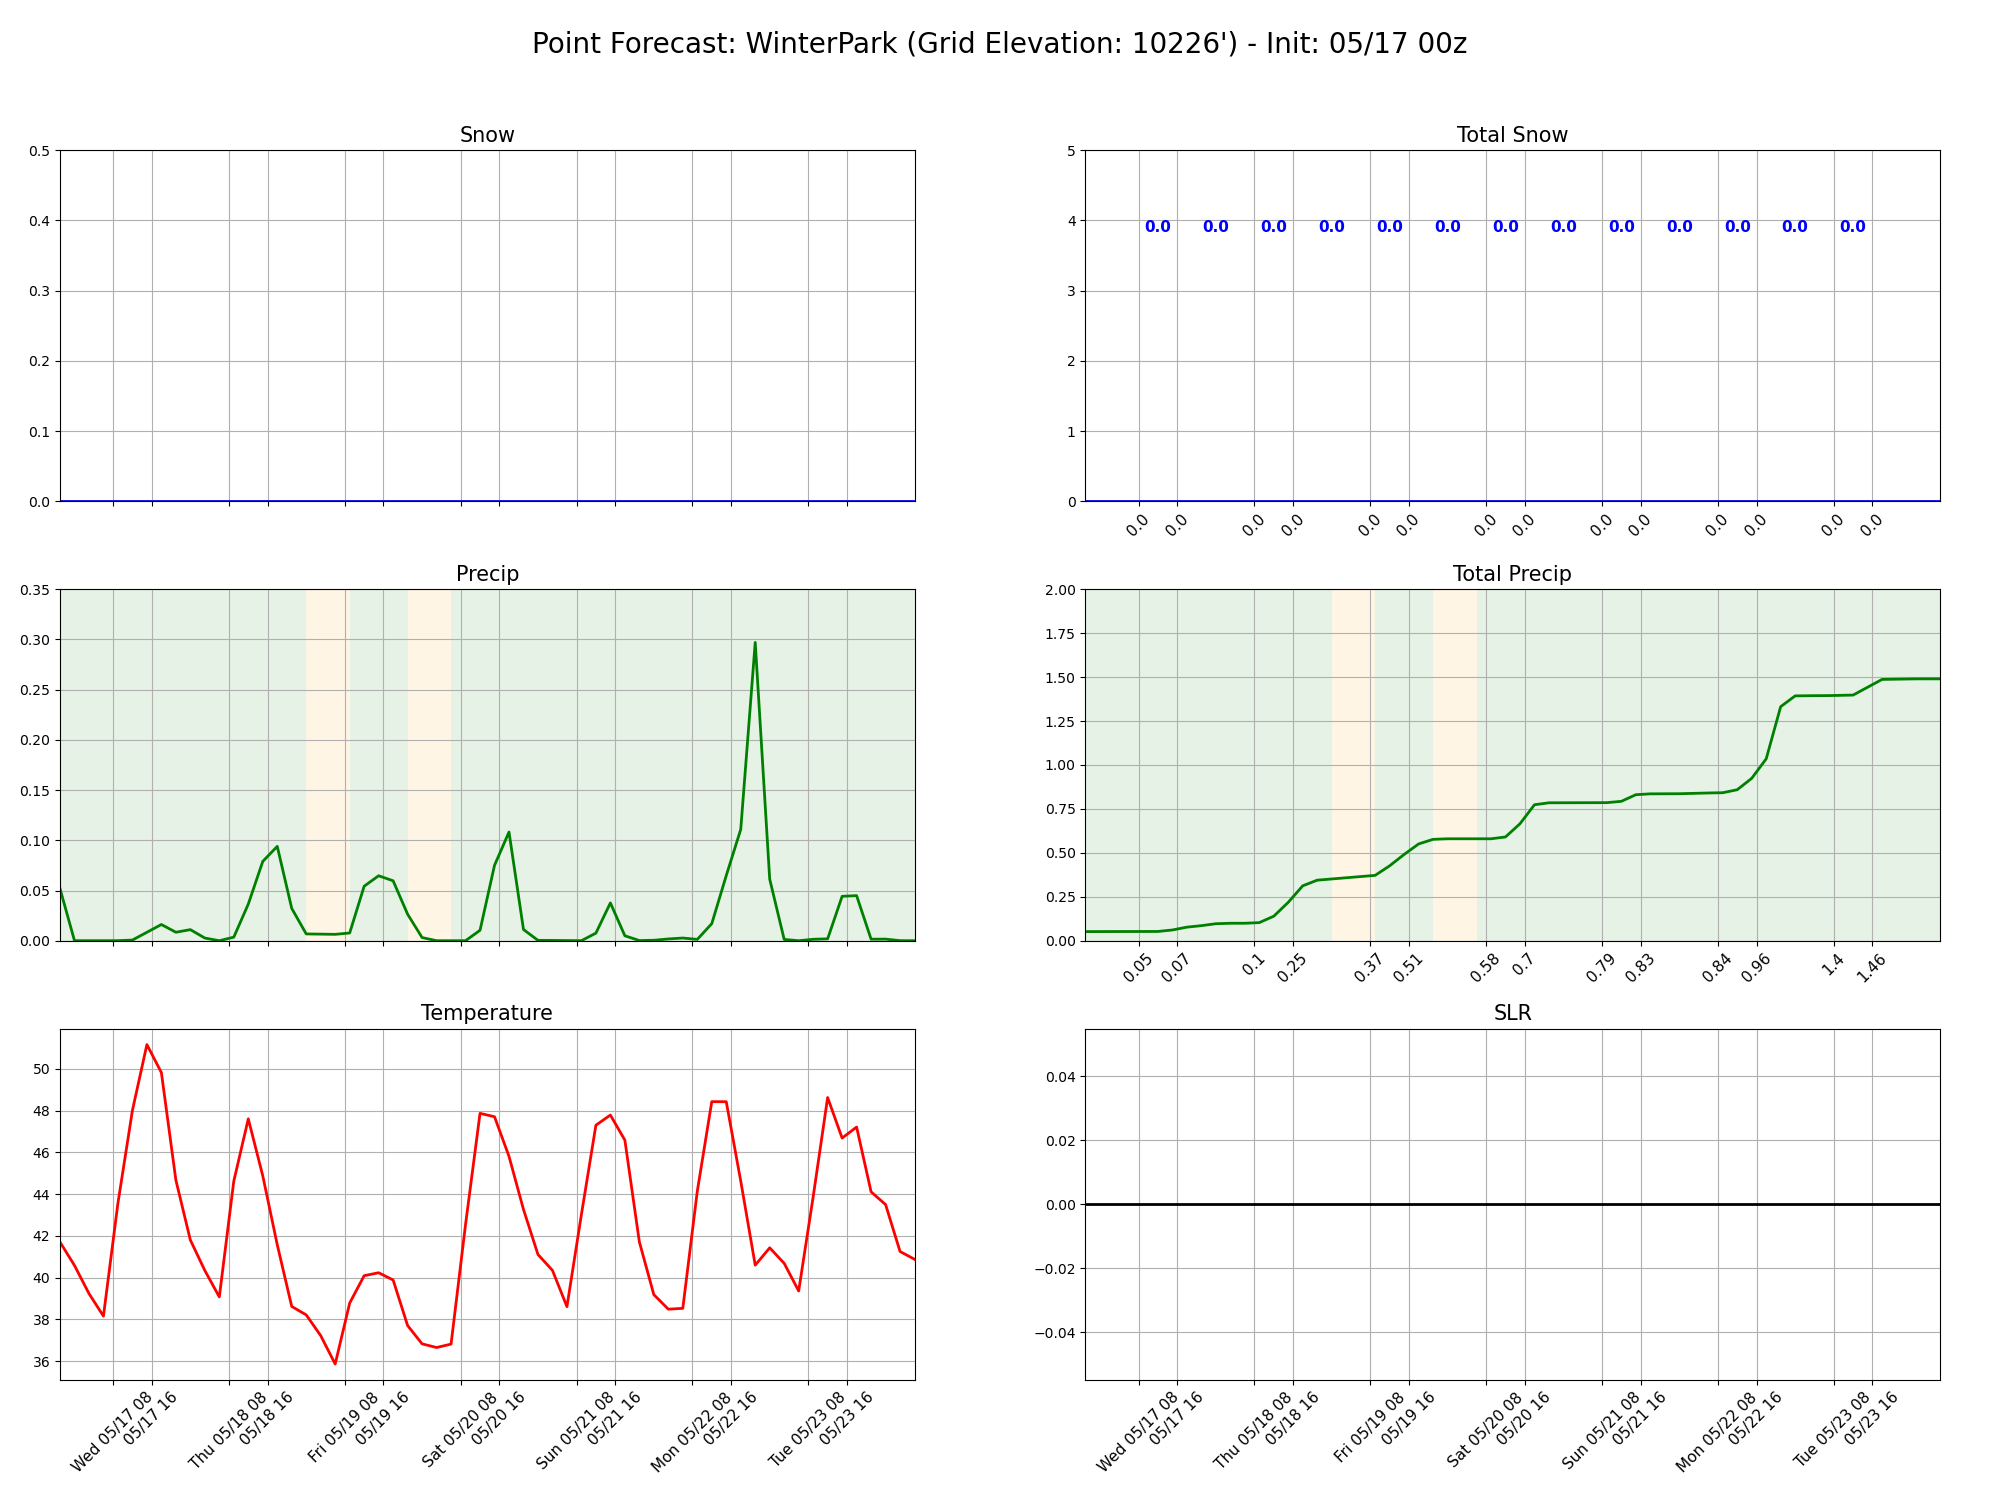 Point Forecast: WinterPark (Grid Elevation: 10226') - Init: 05/17 00z
Snow
0.5
0.4
0.3
0.2
0.1
0.0
Total Snow
5
4
3
2
1
0
0.0 0.0 0.0 0.0 0.0 0.0 0.0 0.0 0.0 0.0 0.0 0.0 0.0
0.0 0.0 0.0 0.0 0.0 0.0 0.0 0.0 0.0 0.0 0.0 0.0 0.0 0.0
Precip
0.35
0.30
0.25
0.20
0.15
0.10
0.05
0.00
Total Precip
2.00
1.75
1.50
1.25
1.00
0.75
0.50
0.25
0.00
0.05 0.07 0.1 0.25 0.37 0.51 0.58 0.7 0.79 0.83 0.84 0.96 1.4 1.46
Temperature
50
48
46
44
42
40
38
36
Wed 05/17 08
05/17 16
Thu 05/18 08
05/18 16
Fri 05/19 08
05/19 16
Sat 05/20 08
05/20 16
Sun 05/21 08
05/21 16
Mon 05/22 08
05/22 16
Tue 05/23 08
05/23 16
SLR
0.04
0.02
0.00
−0.02
−0.04
Wed 05/17 08
05/17 16
Thu 05/18 08
05/18 16
Fri 05/19 08
05/19 16
Sat 05/20 08
05/20 16
Sun 05/21 08
05/21 16
Mon 05/22 08
05/22 16
Tue 05/23 08
05/23 16